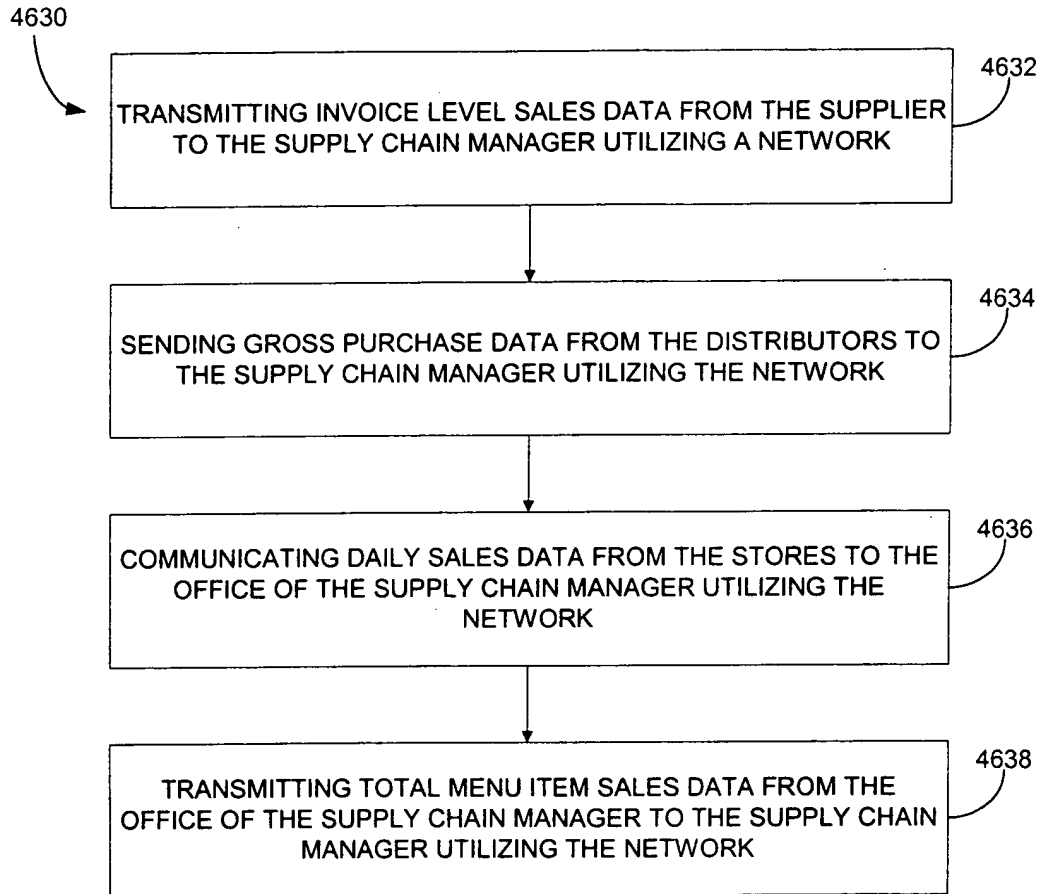 4630
4632
TRANSMITTING INVOICE LEVEL SALES DATA FROM THE SUPPLIER
TO THE SUPPLY CHAIN MANAGER UTILIZING A NETWORK
4634
SENDING GROSS PURCHASE DATA FROM THE DISTRIBUTORS TO
THE SUPPLY CHAIN MANAGER UTILIZING THE NETWORK
4636
COMMUNICATING DAILY SALES DATA FROM THE STORES TO THE
OFFICE OF THE SUPPLY CHAIN MANAGER UTILIZING THE
NETWORK
4638
TRANSMITTING TOTAL MENU ITEM SALES DATA FROM THE
OFFICE OF THE SUPPLY CHAIN MANAGER TO THE SUPPLY CHAIN
MANAGER UTILIZING THE NETWORK